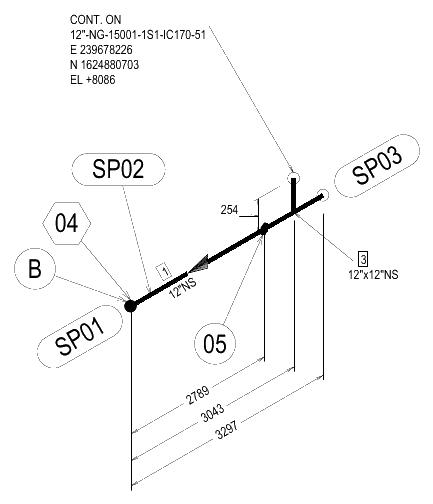 CONT. ON
12"-NG-15001-1S1-IC170-51
E 239678226
N 1624880703
EL +8086
SP02
SP03
04
254
B
1
12"NS
3
12"x12"NS
SP01
05
2789
3043
3297